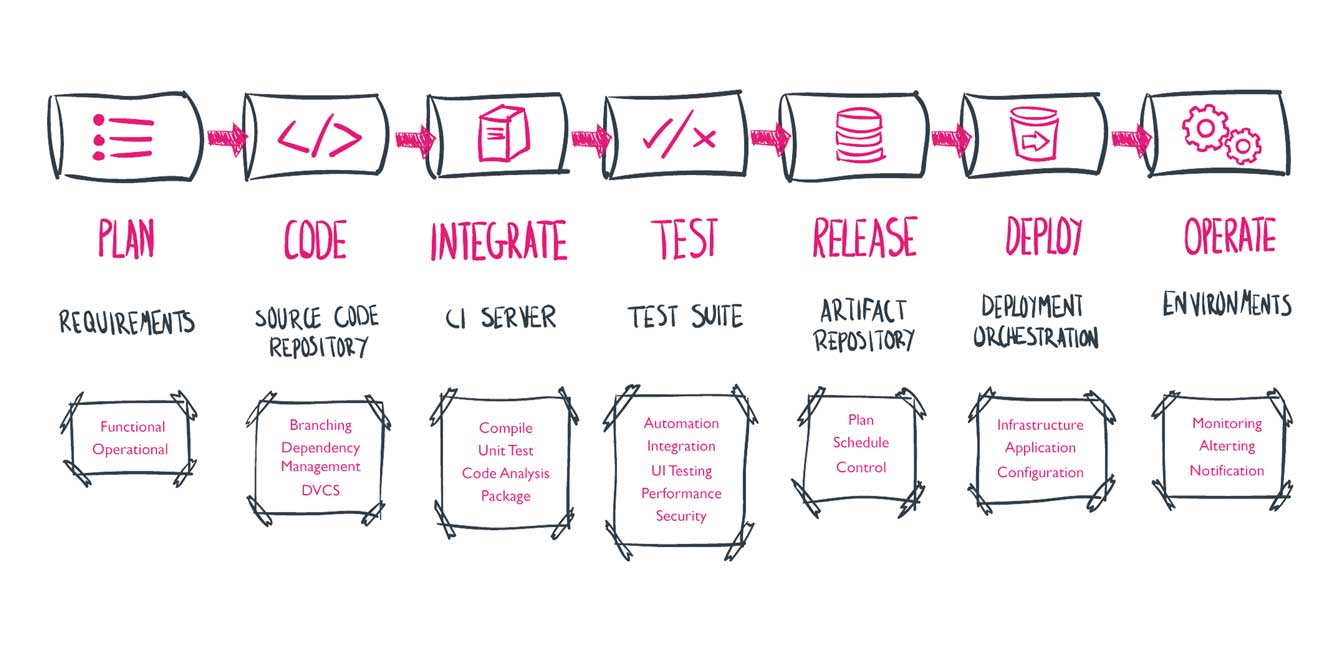 PLAN
CODE
INTEGRATE
TEST
RELEASE
DEPLOY
OPERATE
REQUIREMENTS
SOURCE CODE
REPOSITORY
CI SERVER
TEST SUITE
ARTIFACT
REPOSITORY
DEPLOYMENT
ORCHESTRATION
ENVIRONMENTS
Functional
Operational
Branching
Dependency
Management
DVCS
Compile
Unit Test
Code Analysis
Package
Automation
Integration
UI Testing
Performance
Security
Plan
Schedule
Control
Infrastructure
Application
Configuration
Monitoring
Alterting
Notification